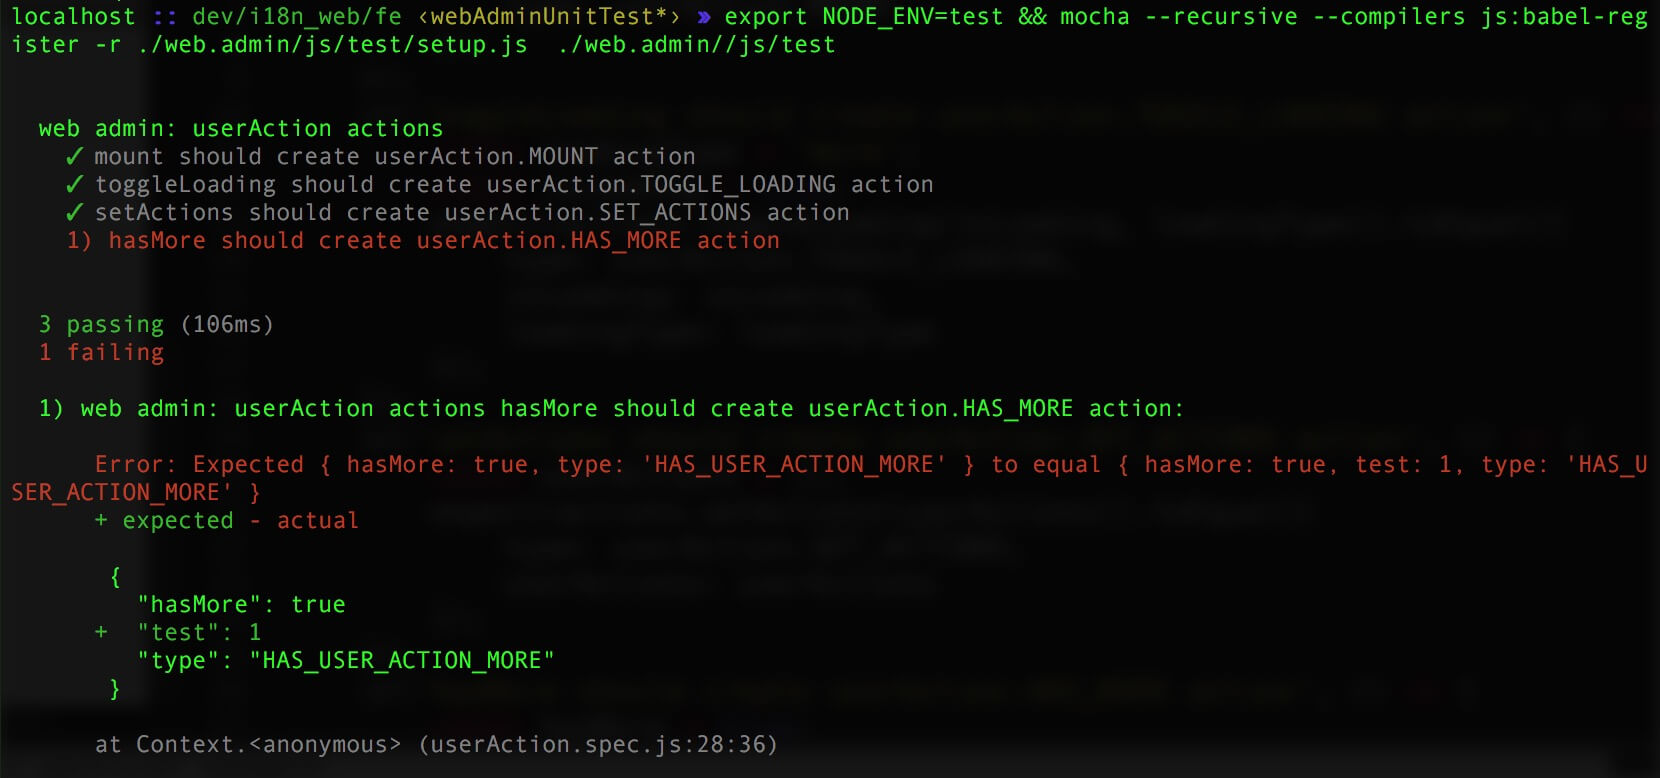 localhost :: dev/i18n_web/fe ‹webAdminUnitTest*› » export NODE_ENV=test && mocha --recursive --compilers js:babel-reg
ister -r ./web.admin/js/test/setup.js  ./web.admin//js/test
web admin: userAction actions
✓ mount should create userAction.MOUNT action
✓ toggleLoading should create userAction.TOGGLE_LOADING action
✓ setActions should create userAction.SET_ACTIONS action
1) hasMore should create userAction.HAS_MORE action
3 passing (106ms)
1 failing
1) web admin: userAction actions hasMore should create userAction.HAS_MORE action:
Error: Expected { hasMore: true, type: 'HAS_USER_ACTION_MORE' } to equal { hasMore: true, test: 1, type: 'HAS_U
SER_ACTION_MORE' }
+ expected - actual
{
"hasMore": true
+  "test": 1
"type": "HAS_USER_ACTION_MORE"
}
at Context.<anonymous> (userAction.spec.js:28:36)